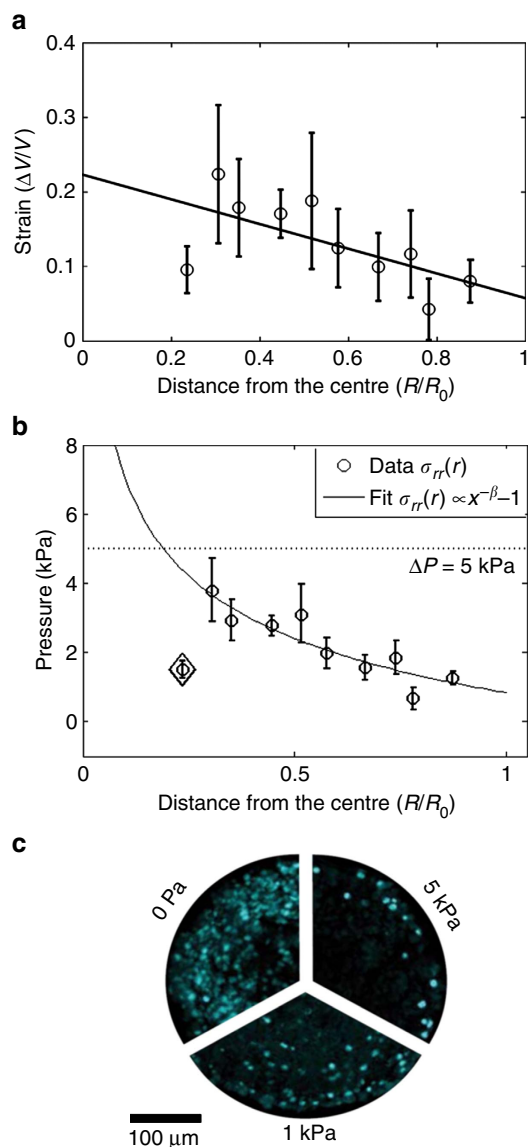 a
0.4
0.3
0.2
0.1
0
Strain (ΔV/V)
0 0.2 0.4 0.6 0.8 1
Distance from the centre (R/R₀)
b
8
6
4
2
0
Pressure (kPa)
Data σᵣᵣ(r)
Fit σᵣᵣ(r) ∝x⁻ᵝ–1
ΔP = 5 kPa
0 0.5 1
Distance from the centre (R/R₀)
c
0 Pa
5 kPa
1 kPa
100 μm